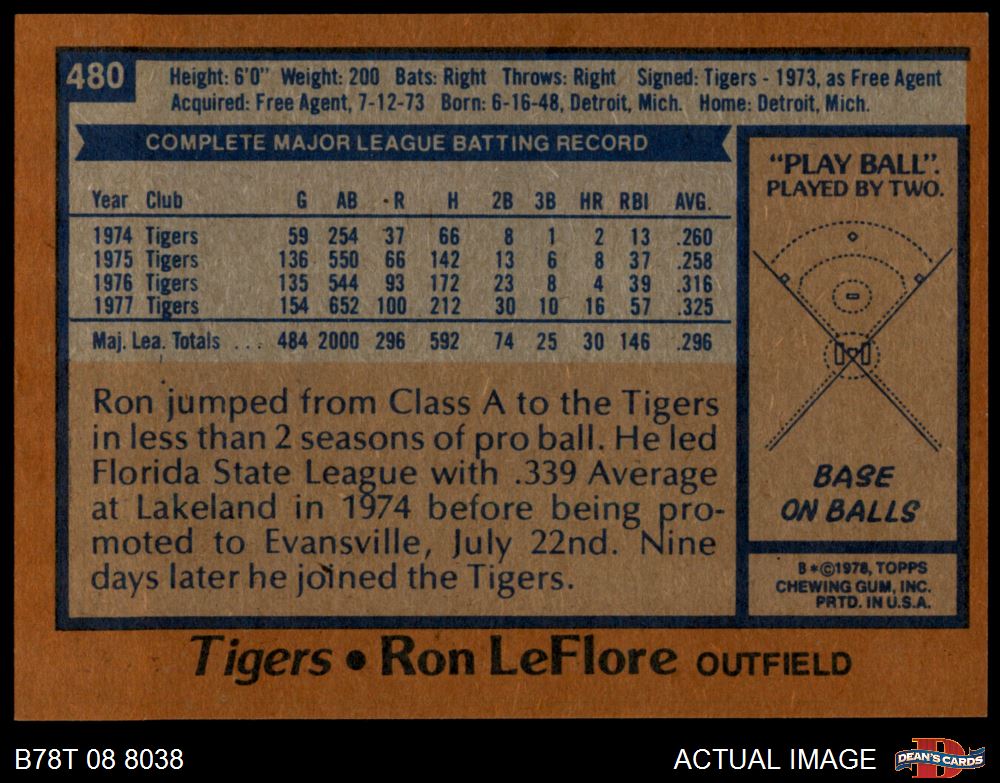 480
Height: 6'0" Weight: 200 Bats: Right Throws: Right Signed: Tigers - 1973, as Free Agent
Acquired: Free Agent, 7-12-73 Born: 6-16-48, Detroit, Mich. Home: Detroit, Mich.
COMPLETE MAJOR LEAGUE BATTING RECORD
Year Club G AB R H 2B 3B HR RBI AVG.
1974 Tigers 59 254 37 66 8 1 2 13 .260
1975 Tigers 136 550 66 142 13 6 8 37 .258
1976 Tigers 135 544 93 172 23 8 4 39 .316
1977 Tigers 154 652 100 212 30 10 16 57 .325
Maj. Lea. Totals . . . 484 2000 296 592 74 25 30 146 .296
Ron jumped from Class A to the Tigers
in less than 2 seasons of pro ball. He led
Florida State League with .339 Average
at Lakeland in 1974 before being pro-
moted to Evansville, July 22nd. Nine
days later he joined the Tigers.
"PLAY BALL".
PLAYED BY TWO.
BASE
ON BALLS
B*©1978, TOPPS
CHEWING GUM, INC.
PRTD. IN U.S.A.
Tigers • Ron LeFlore OUTFIELD
B78T 08 8038
ACTUAL IMAGE
D
DEAN'S CARDS